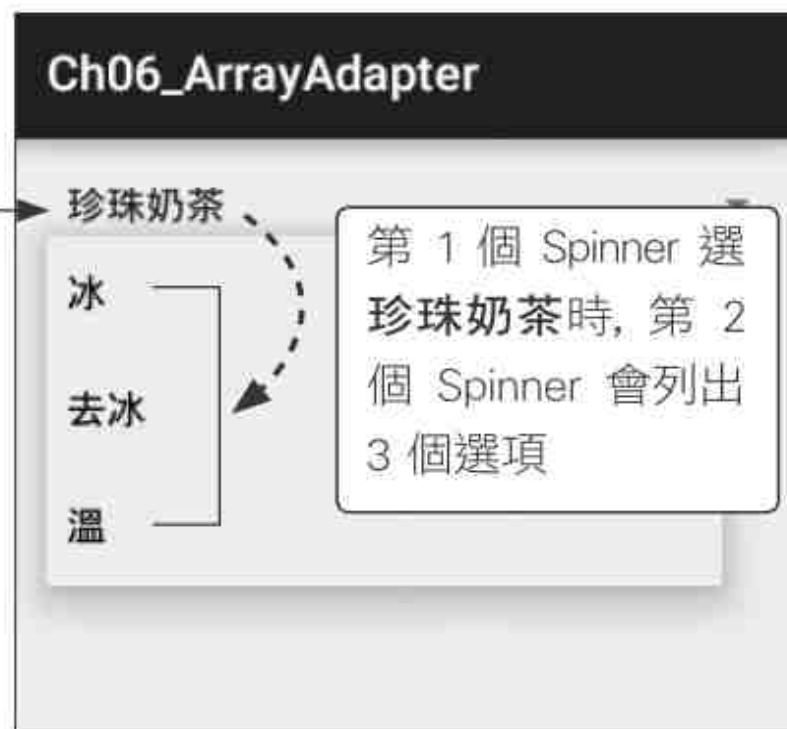 Ch06_ArrayAdapter
珍珠奶茶
冰
去冰
溫
第 1 個 Spinner 選
珍珠奶茶時, 第 2
個 Spinner 會列出
3 個選項